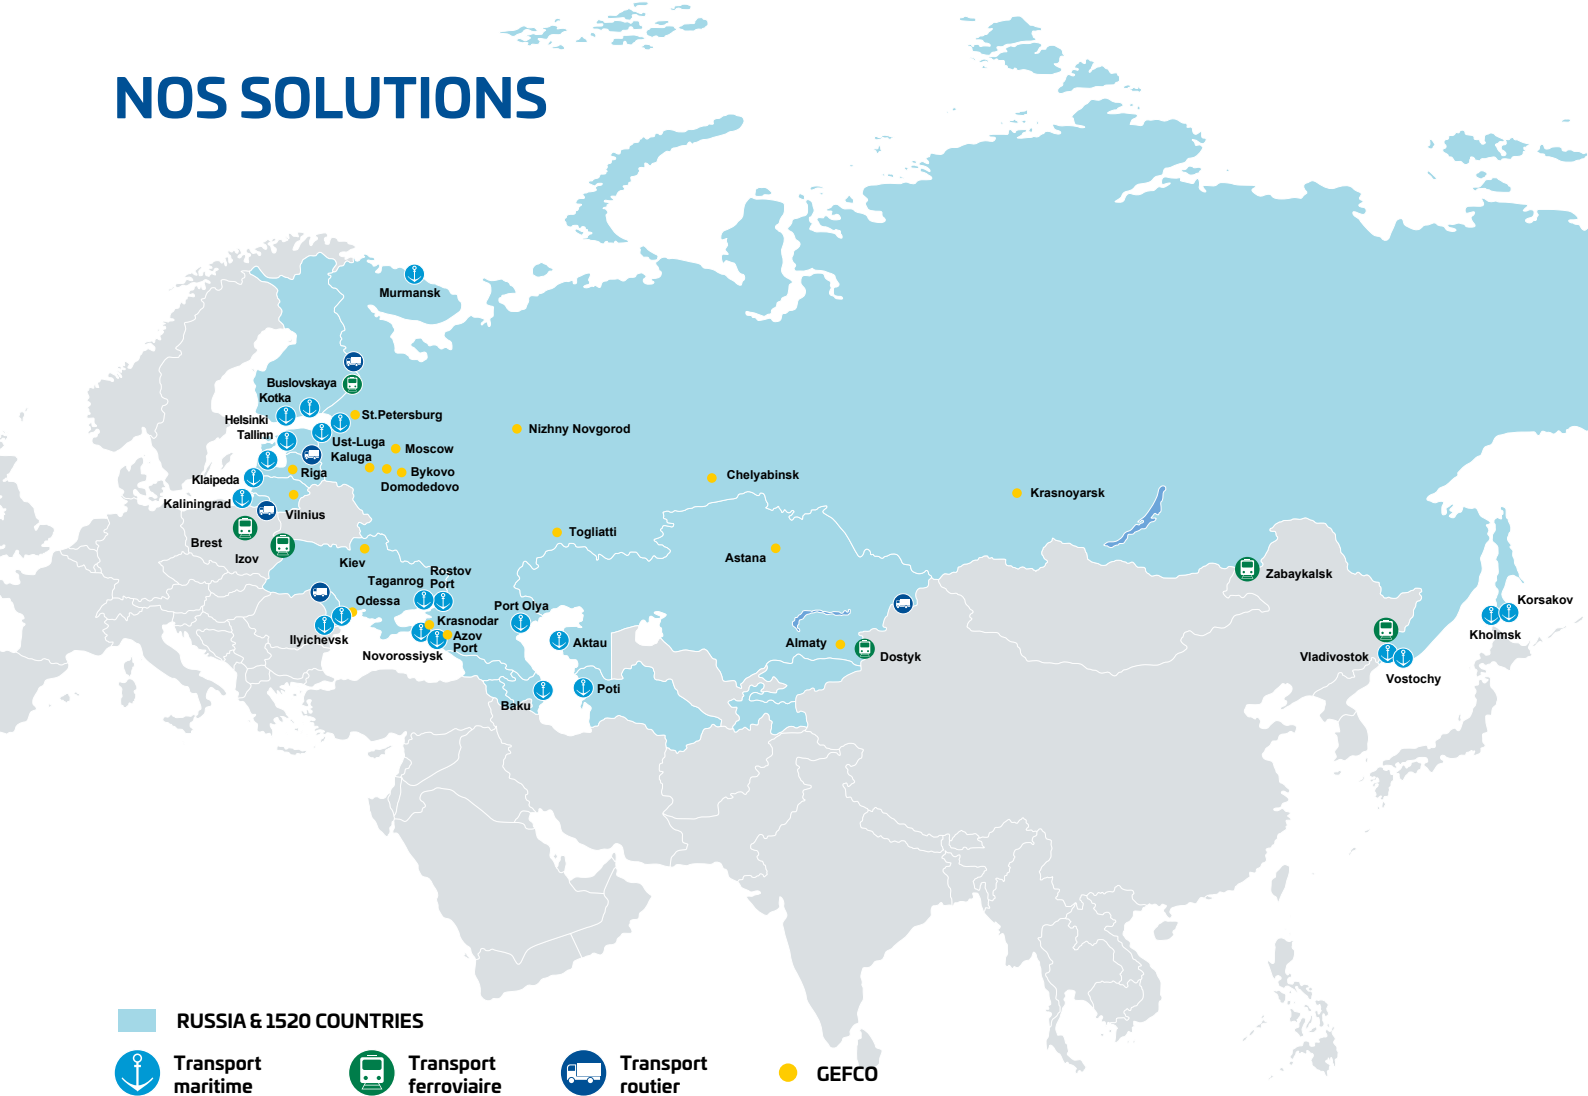 NOS SOLUTIONS
Murmansk
Buslovskaya
Kotka
Helsinki
St.Petersburg
Tallinn
Ust-Luga
Nizhny Novgorod
Moscow
Kaluga
Riga
Bykovo
Domodedovo
Klaipeda
Chelyabinsk
Krasnoyarsk
Kaliningrad
Vilnius
Togliatti
Brest
Izov
Kiev
Astana
Zabaykalsk
Rostov
Port
Taganrog
Odessa
Port Olya
Korsakov
Krasnodar
Ilyichevsk
Azov
Port
Kholmsk
Novorossiysk
Aktau
Almaty
Dostyk
Vladivostok
Vostochy
Poti
Baku
RUSSIA & 1520 COUNTRIES
Transport
maritime
Transport
ferroviaire
Transport
routier
GEFCO